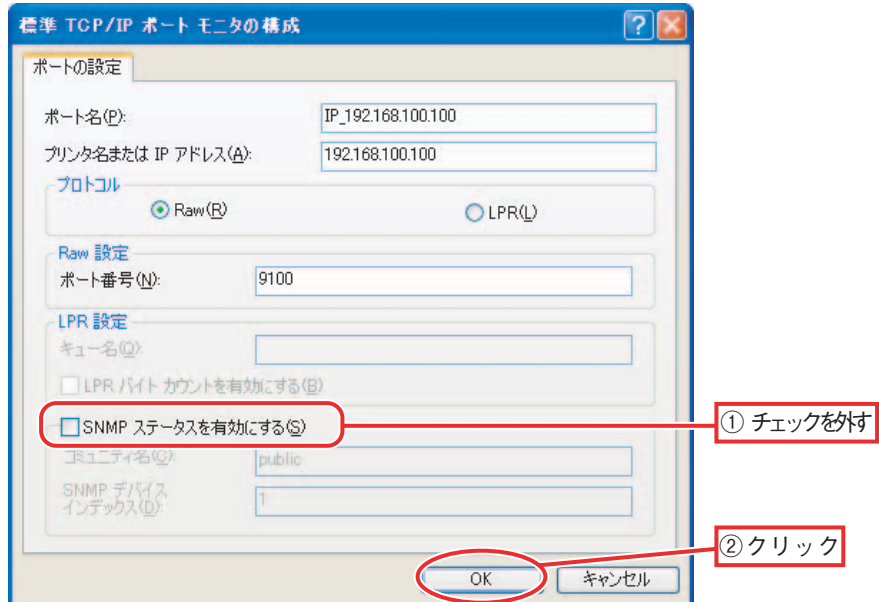 標準 TCP/IP ポート モニタの構成
ポートの設定
ポート名(P):
IP_192.168.100.100
プリンタ名または IP アドレス(A):
192.168.100.100
プロトコル
Raw(R)
LPR(L)
Raw 設定
ポート番号(N):
9100
LPR 設定
キュー名(Q):
LPR バイト カウントを有効にする(B)
SNMP ステータスを有効にする(S)
① チェックを外す
コミュニティ名(C):
public
SNMP デバイス
インデックス(D):
1
②クリック
OK
キャンセル